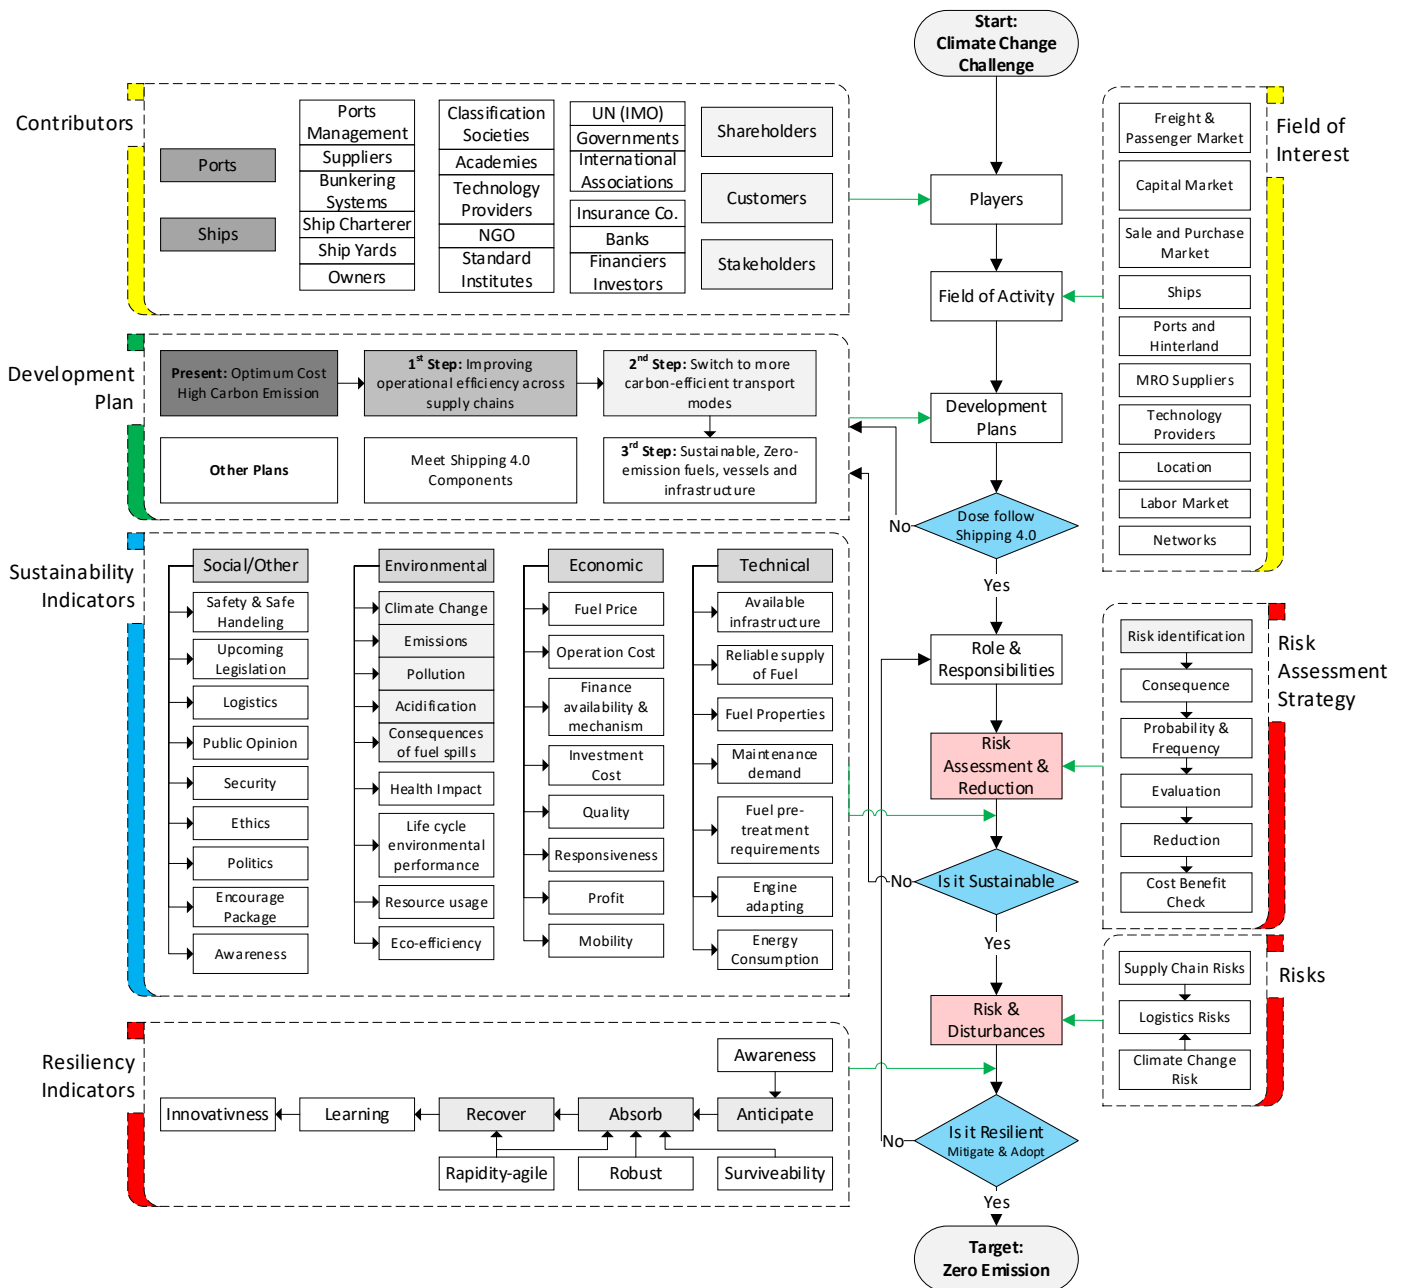 Start:
Climate Change
Challenge
Contributors
Ports
Ships
Ports
Management
Suppliers
Bunkering
Systems
Ship Charterer
Ship Yards
Owners
Classification
Societies
Academies
Technology
Providers
NGO
Standard
Institutes
UN (IMO)
Governments
International
Associations
Insurance Co.
Banks
Financiers
Investors
Shareholders
Customers
Stakeholders
Players
Field of Activity
Development
Plans
Dose follow
Shipping 4.0
No
Yes
Role &
Responsibilities
Risk
Assessment &
Reduction
Is it Sustainable
No
Yes
Risk &
Disturbances
Is it Resilient
Mitigate & Adopt
No
Yes
Target:
Zero Emission
Field of
Interest
Freight &
Passenger Market
Capital Market
Sale and Purchase
Market
Ships
Ports and
Hinterland
MRO Suppliers
Technology
Providers
Location
Labor Market
Networks
Development
Plan
Present: Optimum Cost
High Carbon Emission
1st Step: Improving
operational efficiency across
supply chains
2nd Step: Switch to more
carbon-efficient transport
modes
Other Plans
Meet Shipping 4.0
Components
3rd Step: Sustainable, Zero-
emission fuels, vessels and
infrastructure
Sustainability
Indicators
Social/Other
Safety & Safe
Handeling
Upcoming
Legislation
Logistics
Public Opinion
Security
Ethics
Politics
Encourage
Package
Awareness
Environmental
Climate Change
Emissions
Pollution
Acidification
Consequences
of fuel spills
Health Impact
Life cycle
environmental
performance
Resource usage
Eco-efficiency
Economic
Fuel Price
Operation Cost
Finance
availability &
mechanism
Investment
Cost
Quality
Responsiveness
Profit
Mobility
Technical
Available
infrastructure
Reliable supply
of Fuel
Fuel Properties
Maintenance
demand
Fuel pre-
treatment
requirements
Engine
adapting
Energy
Consumption
Risk
Assessment
Strategy
Risk identification
Consequence
Probability &
Frequency
Evaluation
Reduction
Cost Benefit
Check
Risks
Supply Chain Risks
Logistics Risks
Climate Change
Risk
Resiliency
Indicators
Awareness
Innovativness
Learning
Recover
Absorb
Anticipate
Rapidity-agile
Robust
Surviveability